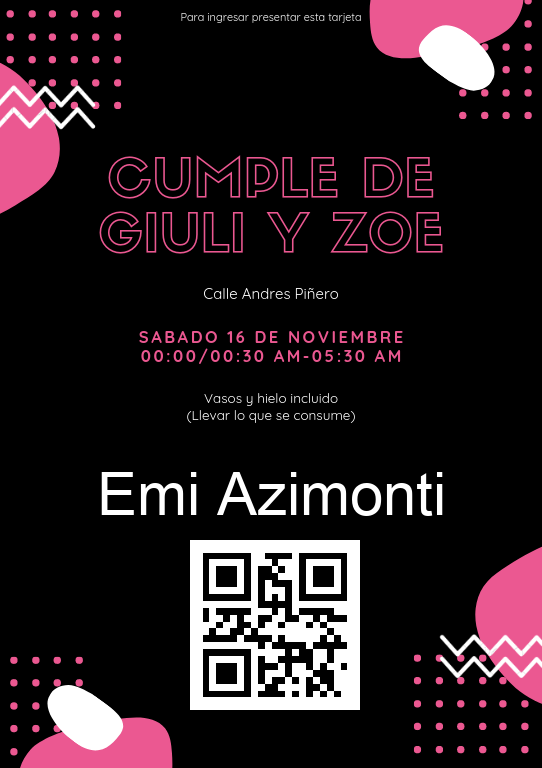 Para ingresar presentar esta tarjeta
CUMPLE DE
GIULI Y ZOE
Calle Andres Piñero
SABADO 16 DE NOVIEMBRE
00:00/00:30 AM-05:30 AM
Vasos y hielo incluido
(Llevar lo que se consume)
Emi Azimonti